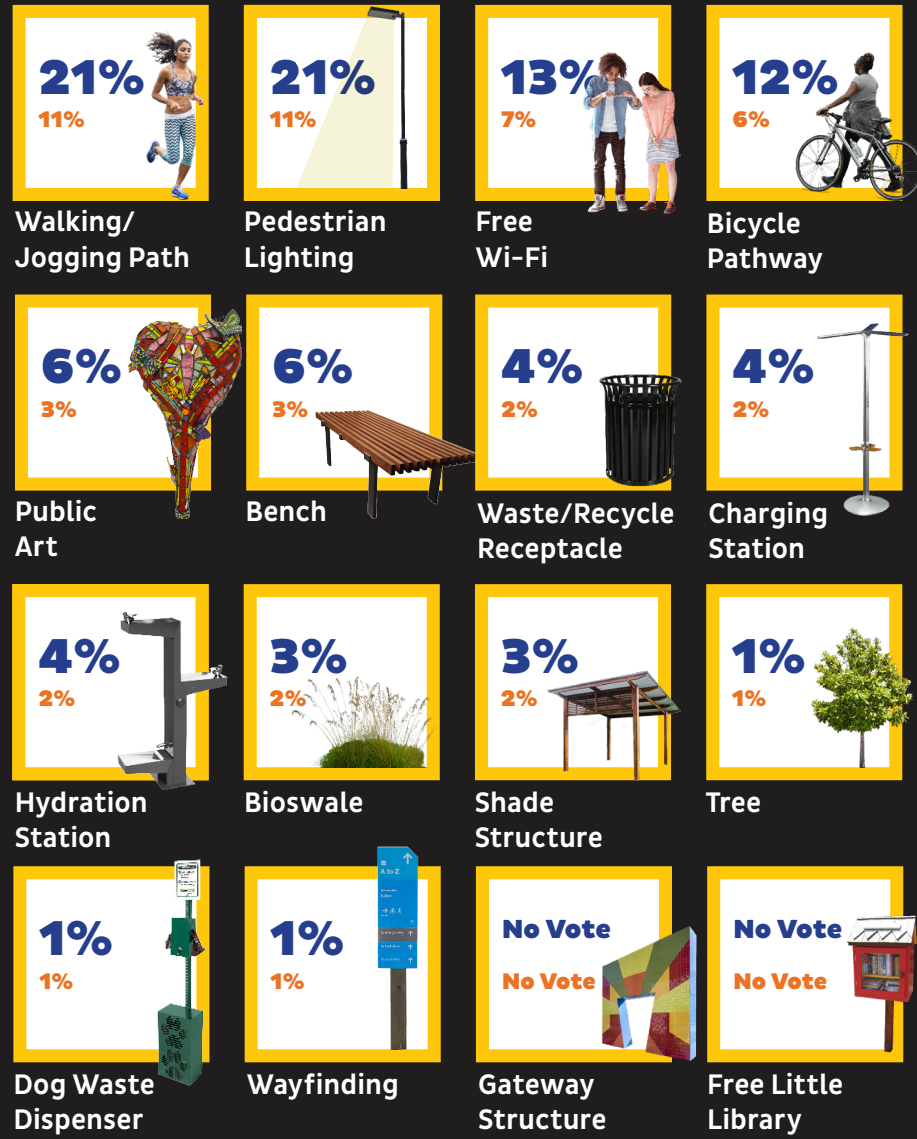 21%
11%
Walking/
Jogging Path
21%
11%
Pedestrian
Lighting
13%
7%
Free
Wi-Fi
12%
6%
Bicycle
Pathway
6%
3%
Public
Art
6%
3%
Bench
4%
2%
Waste/Recycle
Receptacle
4%
2%
Charging
Station
4%
2%
Hydration
Station
3%
2%
Bioswale
3%
2%
Shade
Structure
1%
1%
Tree
1%
1%
Dog Waste
Dispenser
1%
1%
A to Z
Wayfinding
No Vote
No Vote
Gateway
Structure
No Vote
No Vote
Free Little
Library